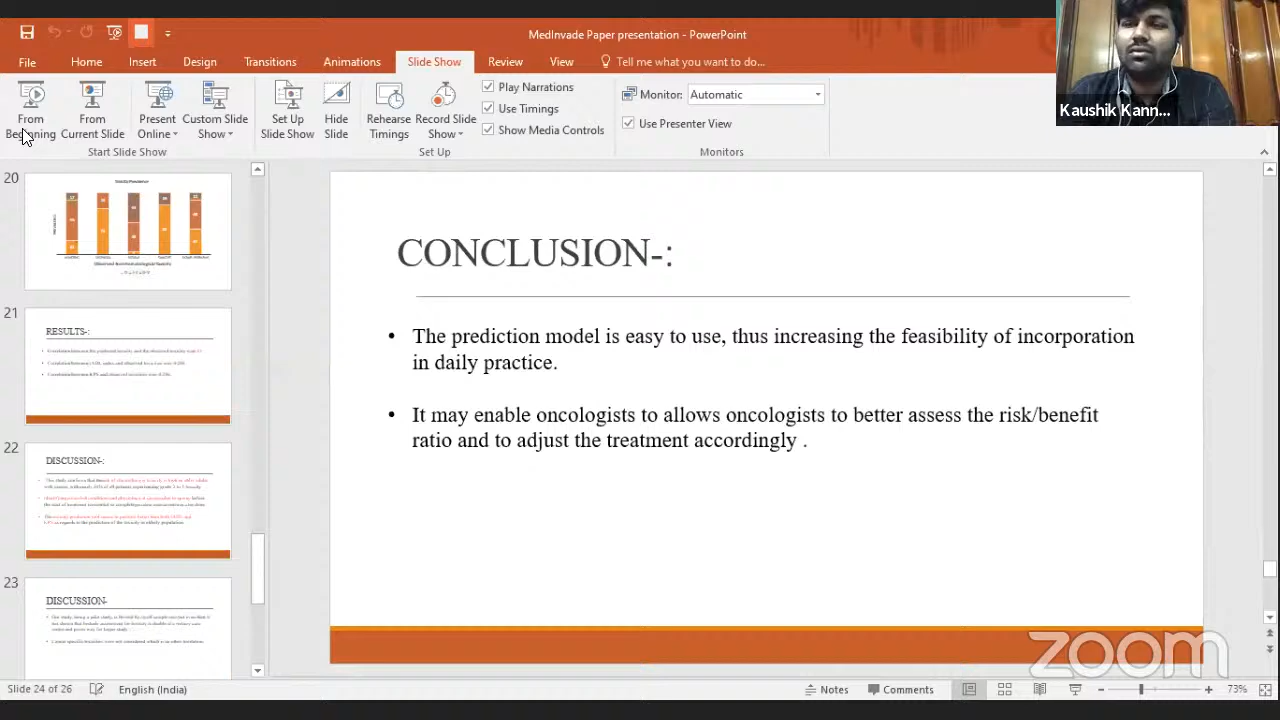 MedInvade Paper presentation - PowerPoint
File Home Insert Design Transitions Animations Slide Show Review View Tell me what you want to do...
From Beginning
From Current Slide
Present Online
Custom Slide Show
Set Up Slide Show
Hide Slide
Rehearse Timings
Record Slide Show
Play Narrations
Use Timings
Show Media Controls
Monitor: Automatic
Use Presenter View
Start Slide Show
Set Up
Monitors
Kaushik Kann...
20
21
RESULTS-:
22
DISCUSSION-:
23
DISCUSSION-
CONCLUSION-:
• The prediction model is easy to use, thus increasing the feasibility of incorporation
in daily practice.
• It may enable oncologists to allows oncologists to better assess the risk/benefit
ratio and to adjust the treatment accordingly .
zoom
Slide 24 of 26 English (India) Notes Comments 73%